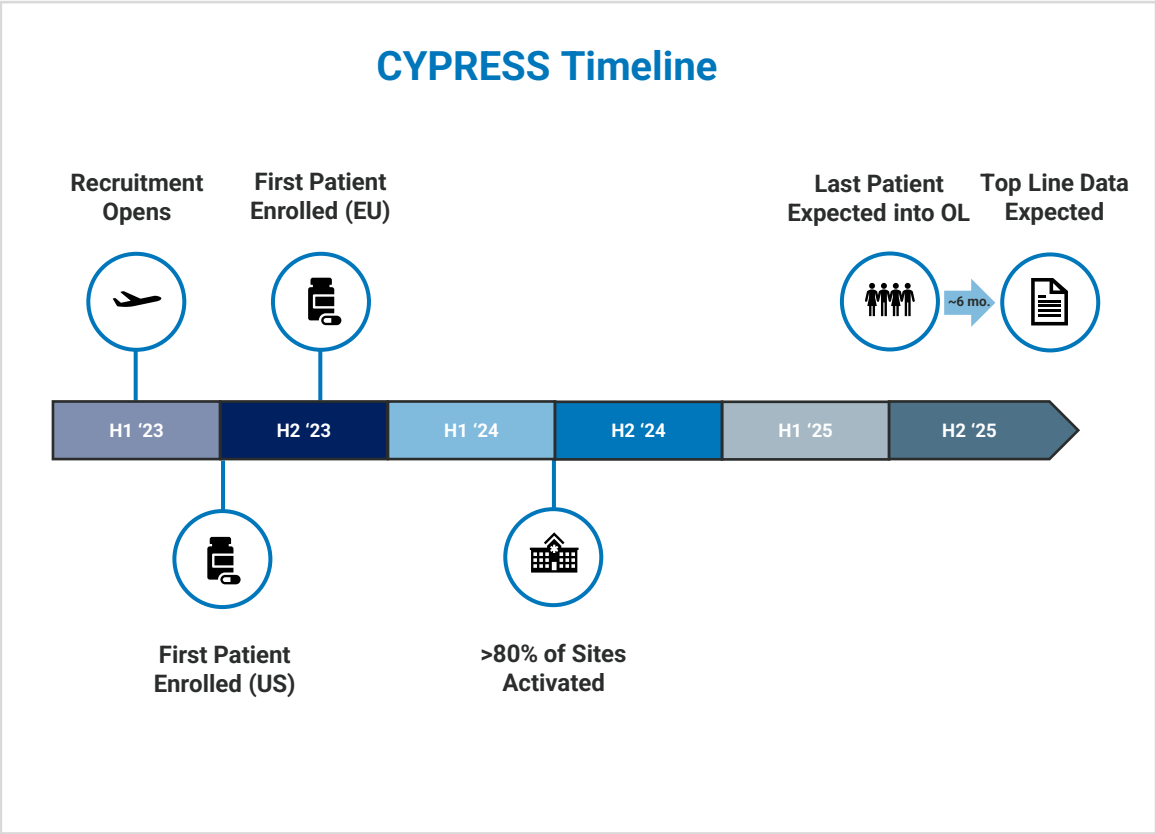 CYPRESS Timeline
Recruitment
Opens
First Patient
Enrolled (EU)
Last Patient
Expected into OL
Top Line Data
Expected
~6 mo.
H1 ‘23
H2 ‘23
H1 ‘24
H2 ‘24
H1 ‘25
H2 ‘25
First Patient
Enrolled (US)
>80% of Sites
Activated